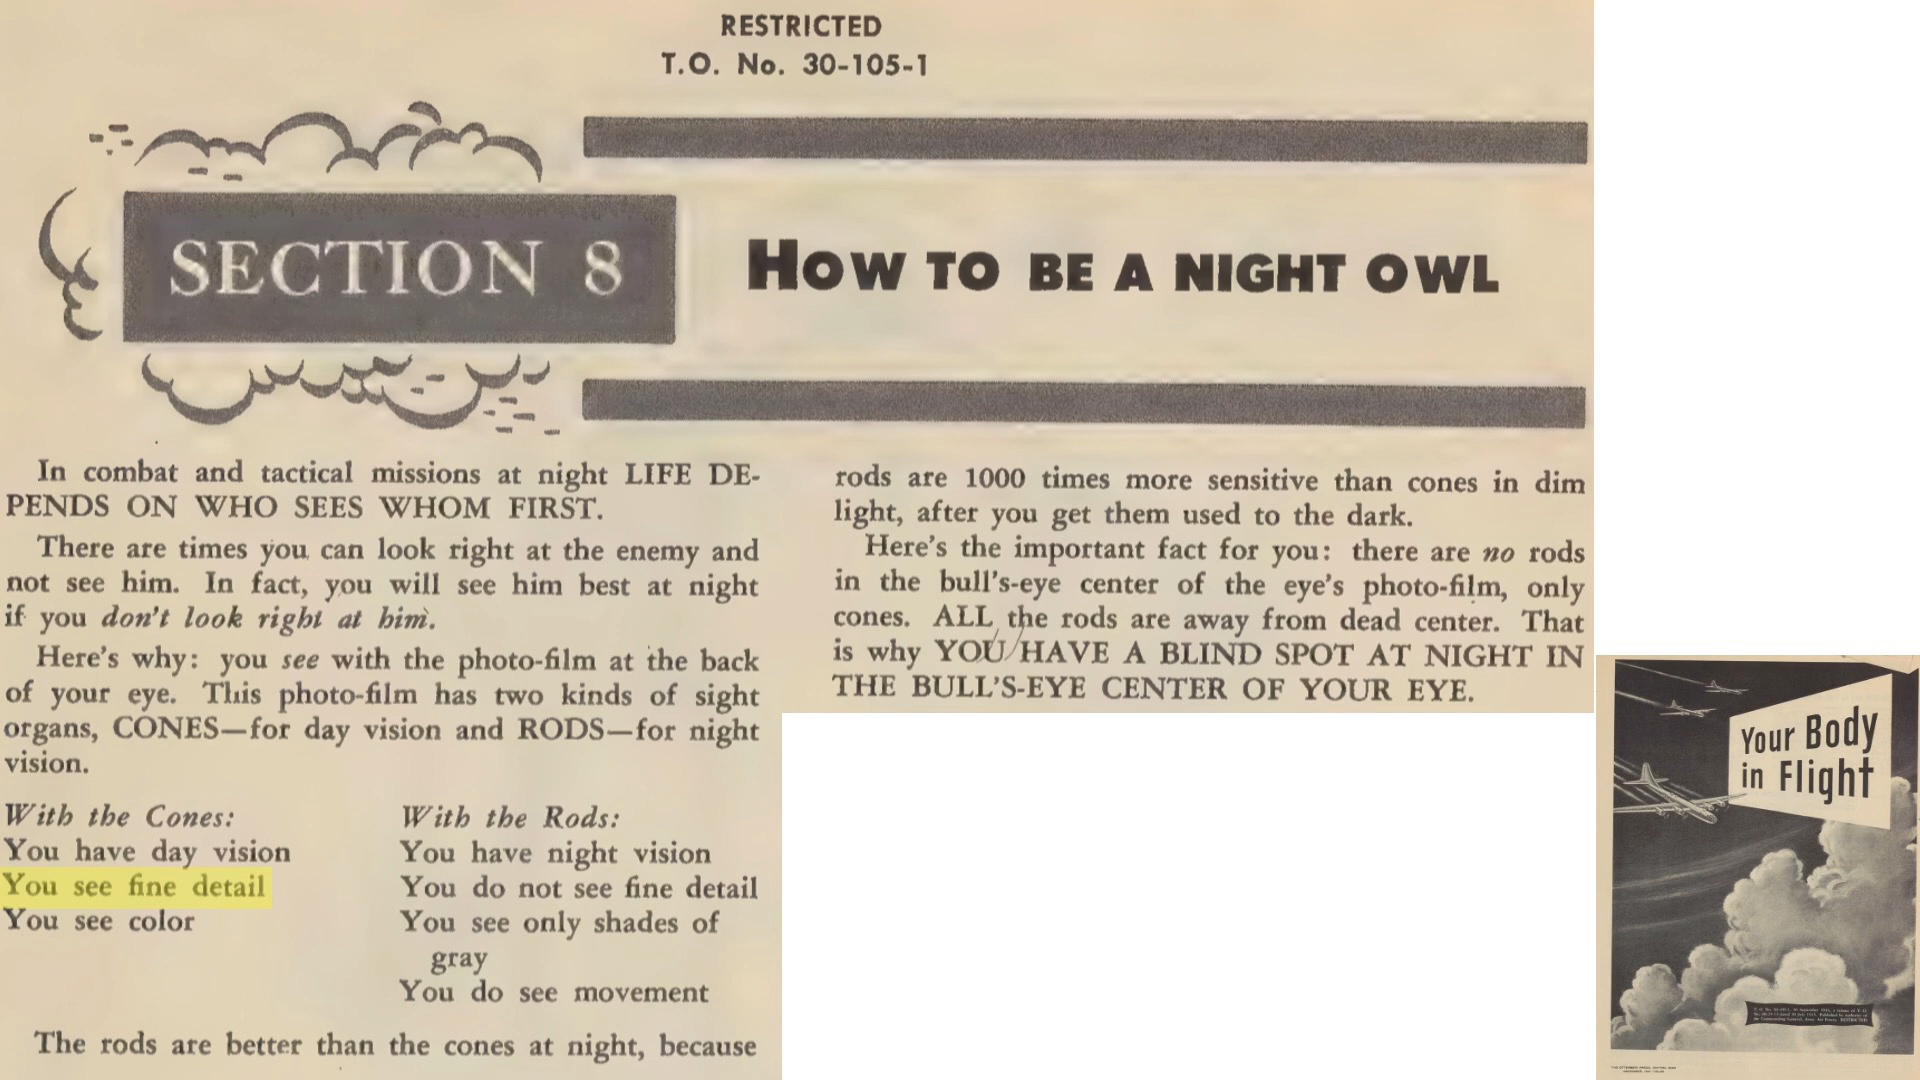 RESTRICTED
T.O. No. 30-105-1
SECTION 8
HOW TO BE A NIGHT OWL
In combat and tactical missions at night LIFE DE-
PENDS ON WHO SEES WHOM FIRST.
There are times you can look right at the enemy and
not see him. In fact, you will see him best at night
if you don't look right at him.
Here's why: you see with the photo-film at the back
of your eye. This photo-film has two kinds of sight
organs, CONES—for day vision and RODS—for night
vision.
With the Cones:
You have day vision
You see fine detail
You see color
With the Rods:
You have night vision
You do not see fine detail
You see only shades of
gray
You do see movement
The rods are better than the cones at night, because
rods are 1000 times more sensitive than cones in dim
light, after you get them used to the dark.
Here's the important fact for you: there are no rods
in the bull's-eye center of the eye's photo-film, only
cones. ALL the rods are away from dead center. That
is why YOU HAVE A BLIND SPOT AT NIGHT IN
THE BULL'S-EYE CENTER OF YOUR EYE.
Your Body
in Flight